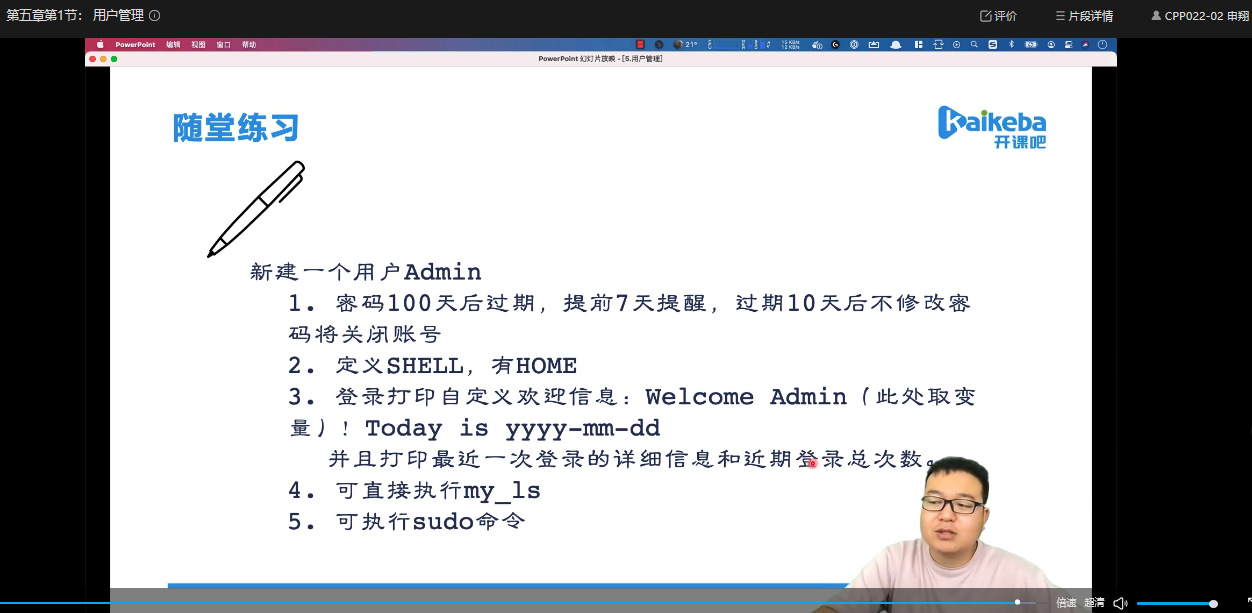 第五章第1节: 用户管理
评价
片段详情
CPP022-02 申翔
PowerPoint 编辑 视图 窗口 帮助
21°
PowerPoint 幻灯片放映 - [5.用户管理]
随堂练习
Kaikeba
开课吧
新建一个用户Admin
1. 密码100天后过期，提前7天提醒，过期10天后不修改密
码将关闭账号
2. 定义SHELL，有HOME
3. 登录打印自定义欢迎信息：Welcome Admin（此处取变
量）！Today is yyyy-mm-dd
并且打印最近一次登录的详细信息和近期登录总次数。
4. 可直接执行my_ls
5. 可执行sudo命令
倍速 超清